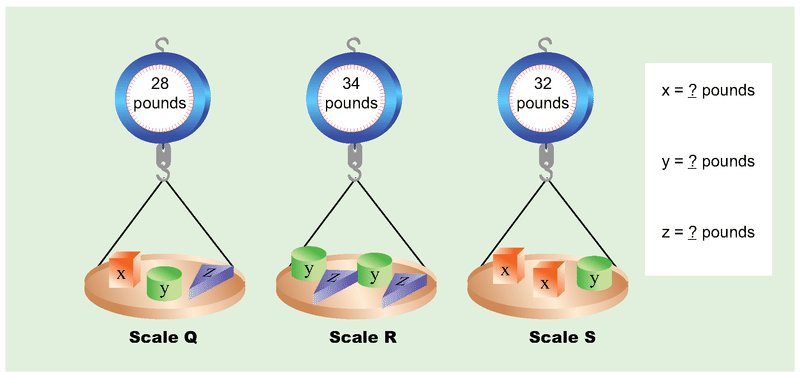 28
pounds
34
pounds
32
pounds
x = ? pounds
y = ? pounds
z = ? pounds
x
y
z
y
z
y
z
x
x
y
Scale Q
Scale R
Scale S